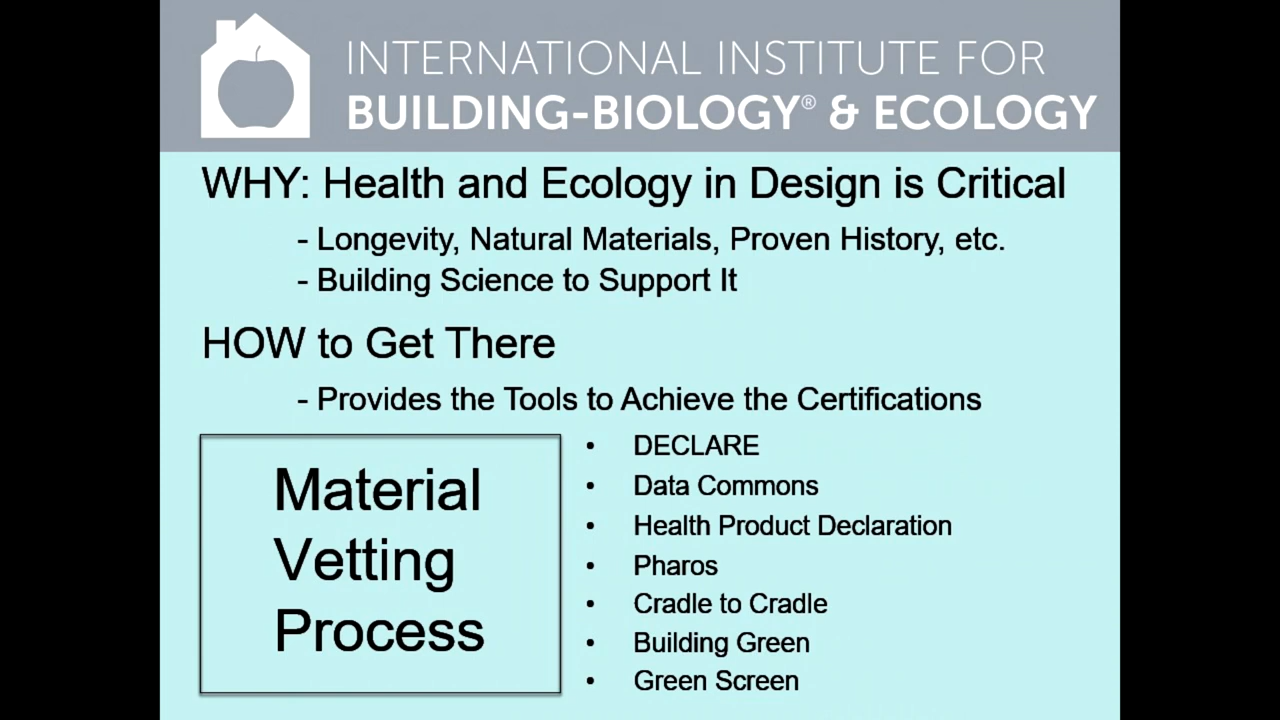 INTERNATIONAL INSTITUTE FOR
BUILDING-BIOLOGY® & ECOLOGY
WHY: Health and Ecology in Design is Critical
- Longevity, Natural Materials, Proven History, etc.
- Building Science to Support It
HOW to Get There
- Provides the Tools to Achieve the Certifications
Material
Vetting
Process
• DECLARE
• Data Commons
• Health Product Declaration
• Pharos
• Cradle to Cradle
• Building Green
• Green Screen